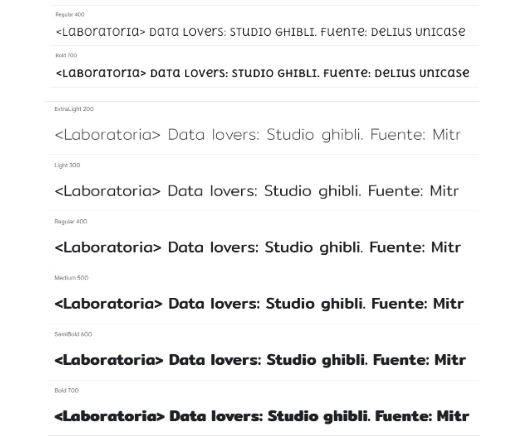 Regular 400
<Laboratoria> Data Lovers: Studio Ghibli. Fuente: Delius Unicase
Bold 700
<Laboratoria> Data Lovers: Studio Ghibli. Fuente: Delius Unicase
ExtraLight 200
<Laboratoria> Data lovers: Studio ghibli. Fuente: Mitr
Light 300
<Laboratoria> Data lovers: Studio ghibli. Fuente: Mitr
Regular 400
<Laboratoria> Data lovers: Studio ghibli. Fuente: Mitr
Medium 500
<Laboratoria> Data lovers: Studio ghibli. Fuente: Mitr
SemiBold 600
<Laboratoria> Data lovers: Studio ghibli. Fuente: Mitr
Bold 700
<Laboratoria> Data lovers: Studio ghibli. Fuente: Mitr